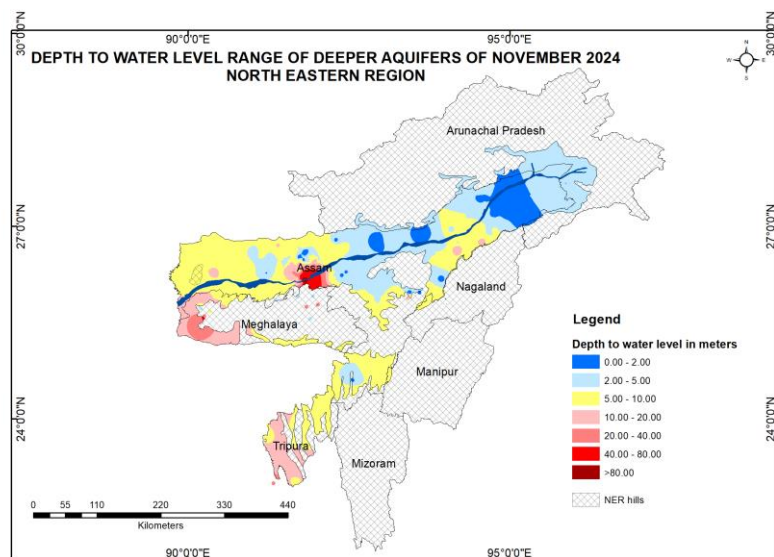 90°0'0"E 95°0'0"E
30°0'0"N 30°0'0"N
DEPTH TO WATER LEVEL RANGE OF DEEPER AQUIFERS OF NOVEMBER 2024
NORTH EASTERN REGION
N
W E
S
Arunachal Pradesh
27°0'0"N 27°0'0"N
Assam
Nagaland
Meghalaya
Manipur
24°0'0"N 24°0'0"N
Tripura
Mizoram
Legend
Depth to water level in meters
0.00 - 2.00
2.00 - 5.00
5.00 - 10.00
10.00 - 20.00
20.00 - 40.00
40.00 - 80.00
>80.00
NER hills
0 55 110 220 330 440
Kilometers
90°0'0"E 95°0'0"E